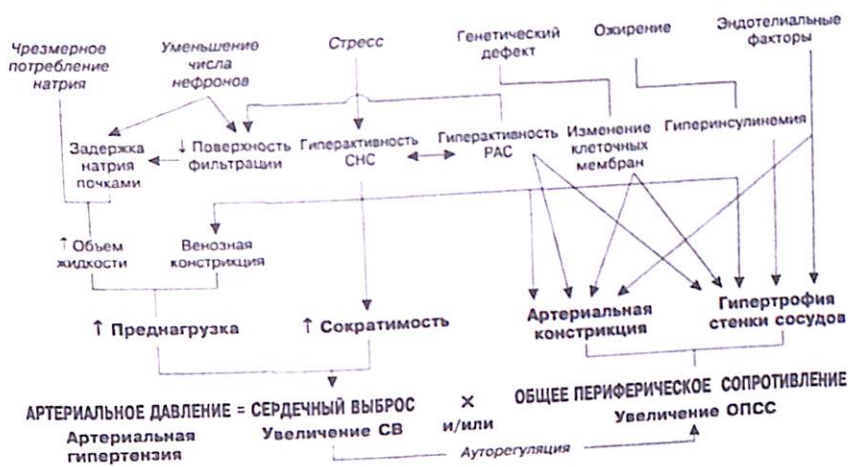 Чрезмерное
потребление
натрия
Уменьшение
числа
нефронов
Стресс
Генетический
дефект
Ожирение
Эндотелиальные
факторы
Задержка
натрия
почками
↓ Поверхность
фильтрации
Гиперактивность
СНС
Гиперактивность
РАС
Изменение
клеточных
мембран
Гиперинсулинемия
↑ Объем
жидкости
Венозная
констрикция
↑ Преднагрузка
↑ Сократимость
Артериальная
констрикция
Гипертрофия
стенки сосудов
АРТЕРИАЛЬНОЕ ДАВЛЕНИЕ = СЕРДЕЧНЫЙ ВЫБРОС × ОБЩЕЕ ПЕРИФЕРИЧЕСКОЕ СОПРОТИВЛЕНИЕ
Артериальная
гипертензия
Увеличение СВ
и/или
Увеличение ОПСС
Ауторегуляция